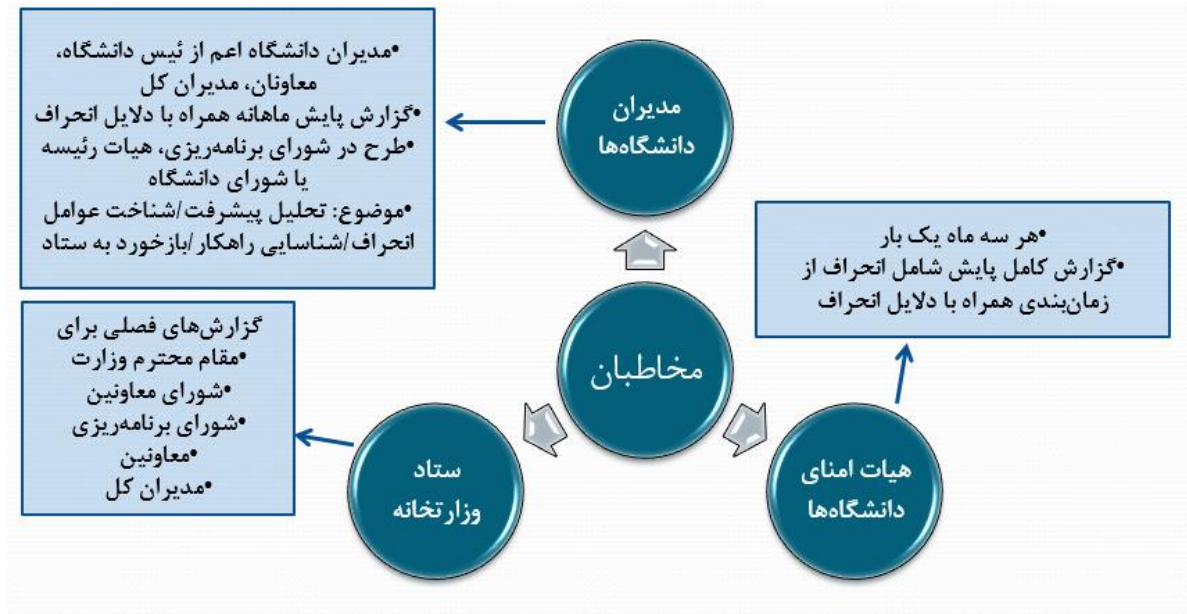 •مدیران دانشگاه اعم از ئیس دانشگاه،
معاونان، مدیران کل
•گزارش پایش ماهانه همراه با دلایل انحراف
•طرح در شورای برنامه‌ریزی، هیات رئیسه
یا شورای دانشگاه
•موضوع: تحلیل پیشرفت/شناخت عوامل
انحراف/شناسایی راهکار/بازخورد به ستاد
مدیران
دانشگاه‌ها
•هر سه ماه یک بار
•گزارش کامل پایش شامل انحراف از
زمان‌بندی همراه با دلایل انحراف
مخاطبان
گزارش‌های فصلی برای
•مقام محترم وزارت
•شورای معاونین
•شورای برنامه‌ریزی
•معاونین
•مدیران کل
هیات امنای
دانشگاه‌ها
ستاد
وزارتخانه